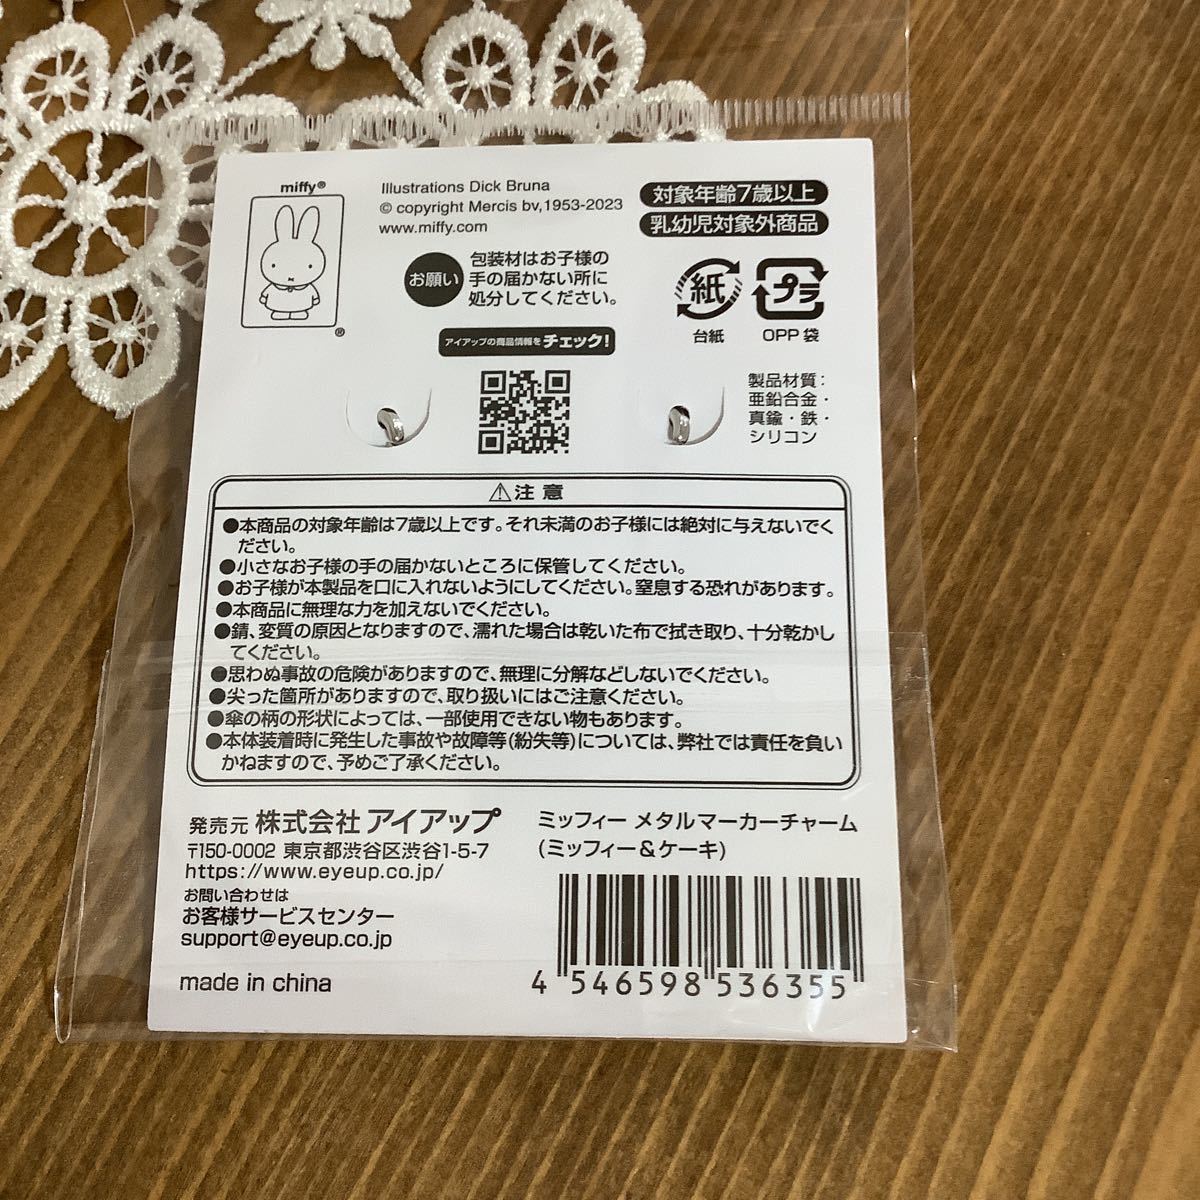 miffy®
Illustrations Dick Bruna
© copyright Mercis bv,1953-2023
www.miffy.com
®
対象年齢7歳以上
乳幼児対象外商品
お願い
包装材はお子様の
手の届かない所に
処分してください。
紙
台紙
プラ
OPP 袋
アイアップの商品情報をチェック!
製品材質:
亜鉛合金・
真鍮・鉄・
シリコン
⚠注 意
●本商品の対象年齢は7歳以上です。それ未満のお子様には絶対に与えないでく
ださい。
●小さなお子様の手の届かないところに保管してください。
●お子様が本製品を口に入れないようにしてください。窒息する恐れがあります。
●本商品に無理な力を加えないでください。
●錆、変質の原因となりますので、濡れた場合は乾いた布で拭き取り、十分乾かし
てください。
●思わぬ事故の危険がありますので、無理に分解などしないでください。
●尖った箇所がありますので、取り扱いにはご注意ください。
●傘の柄の形状によっては、一部使用できない物もあります。
●本体装着時に発生した事故や故障等(紛失等)については、弊社では責任を負い
かねますので、予めご了承ください。
発売元 株式会社 アイアップ
〒150-0002 東京都渋谷区渋谷1-5-7
https://www.eyeup.co.jp/
お問い合わせは
お客様サービスセンター
support@eyeup.co.jp
made in china
ミッフィー メタルマーカーチャーム
(ミッフィー&ケーキ)
4 546598 536355